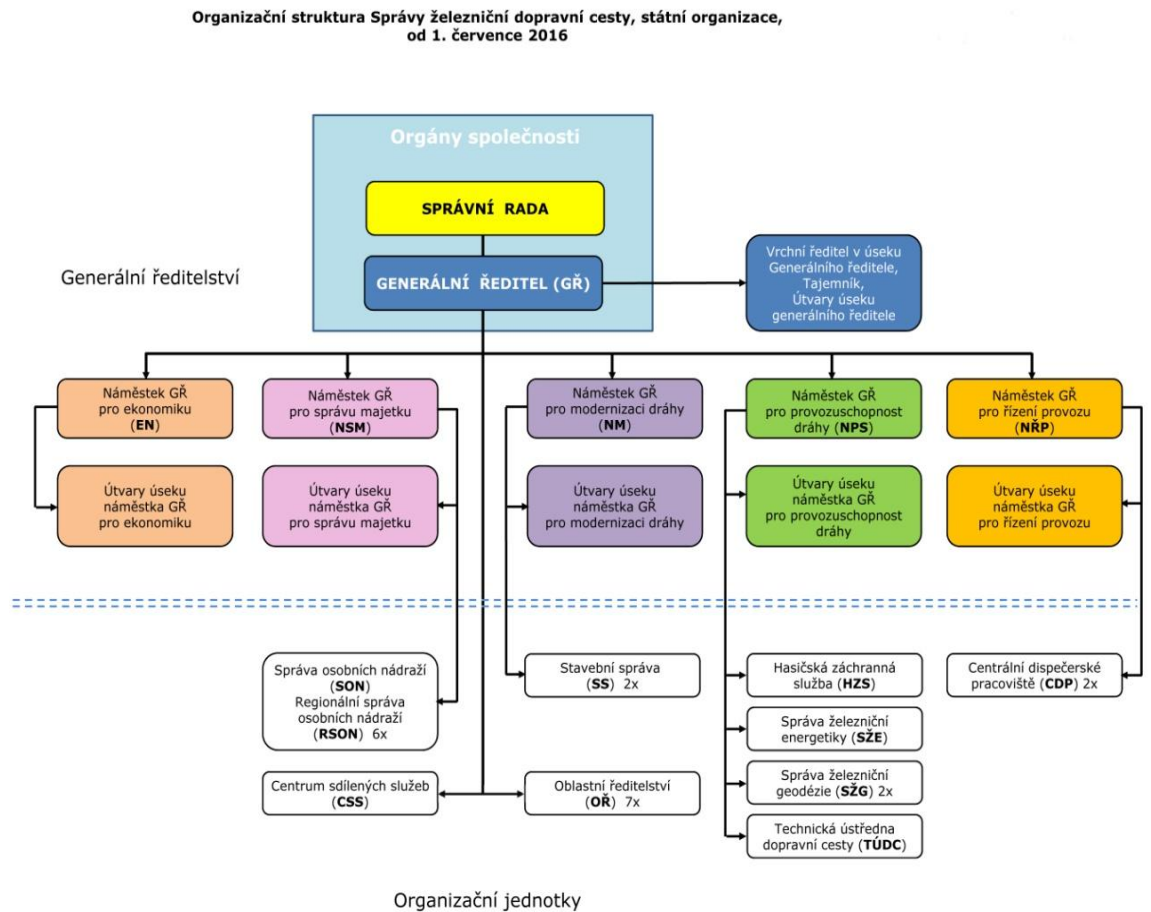 Organizační struktura Správy železniční dopravní cesty, státní organizace,
od 1. července 2016
Orgány společnosti
SPRÁVNÍ RADA
Generální ředitelství
GENERÁLNÍ ŘEDITEL (GŘ)
Vrchní ředitel v úseku
Generálního ředitele,
Tajemník,
Útvary úseku
generálního ředitele
Náměstek GŘ
pro ekonomiku
(EN)
Náměstek GŘ
pro správu majetku
(NSM)
Náměstek GŘ
pro modernizaci dráhy
(NM)
Náměstek GŘ
pro provozuschopnost
dráhy (NPS)
Náměstek GŘ
pro řízení provozu
(NŘP)
Útvary úseku
náměstka GŘ
pro ekonomiku
Útvary úseku
náměstka GŘ
pro správu majetku
Útvary úseku
náměstka GŘ
pro modernizaci dráhy
Útvary úseku
náměstka GŘ
pro provozuschopnost
dráhy
Útvary úseku
náměstka GŘ
pro řízení provozu
Správa osobních nádraží
(SON)
Regionální správa
osobních nádraží
(RSON) 6x
Stavební správa
(SS) 2x
Hasičská záchranná
služba (HZS)
Centrální dispečerské
pracoviště (CDP) 2x
Správa železniční
energetiky (SŽE)
Centrum sdílených služeb
(CSS)
Oblastní ředitelství
(OŘ) 7x
Správa železniční
geodézie (SŽG) 2x
Technická ústředna
dopravní cesty (TÚDC)
Organizační jednotky